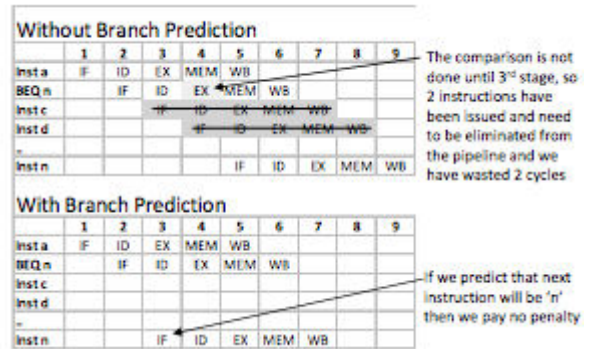 Without Branch Prediction
1 2 3 4 5 6 7 8 9
Inst a IF ID EX MEM WB
BEQ n IF ID EX MEM WB
Inst c IF ID EX MEM WB
Inst d IF ID EX MEM WB
Inst n IF ID EX MEM WB
The comparison is not
done until 3rd stage, so
2 instructions have
been issued and need
to be eliminated from
the pipeline and we
have wasted 2 cycles
With Branch Prediction
1 2 3 4 5 6 7 8 9
Inst a IF ID EX MEM WB
BEQ n IF ID EX MEM WB
Inst c
Inst d
Inst n IF ID EX MEM WB
If we predict that next
instruction will be 'n'
then we pay no penalty